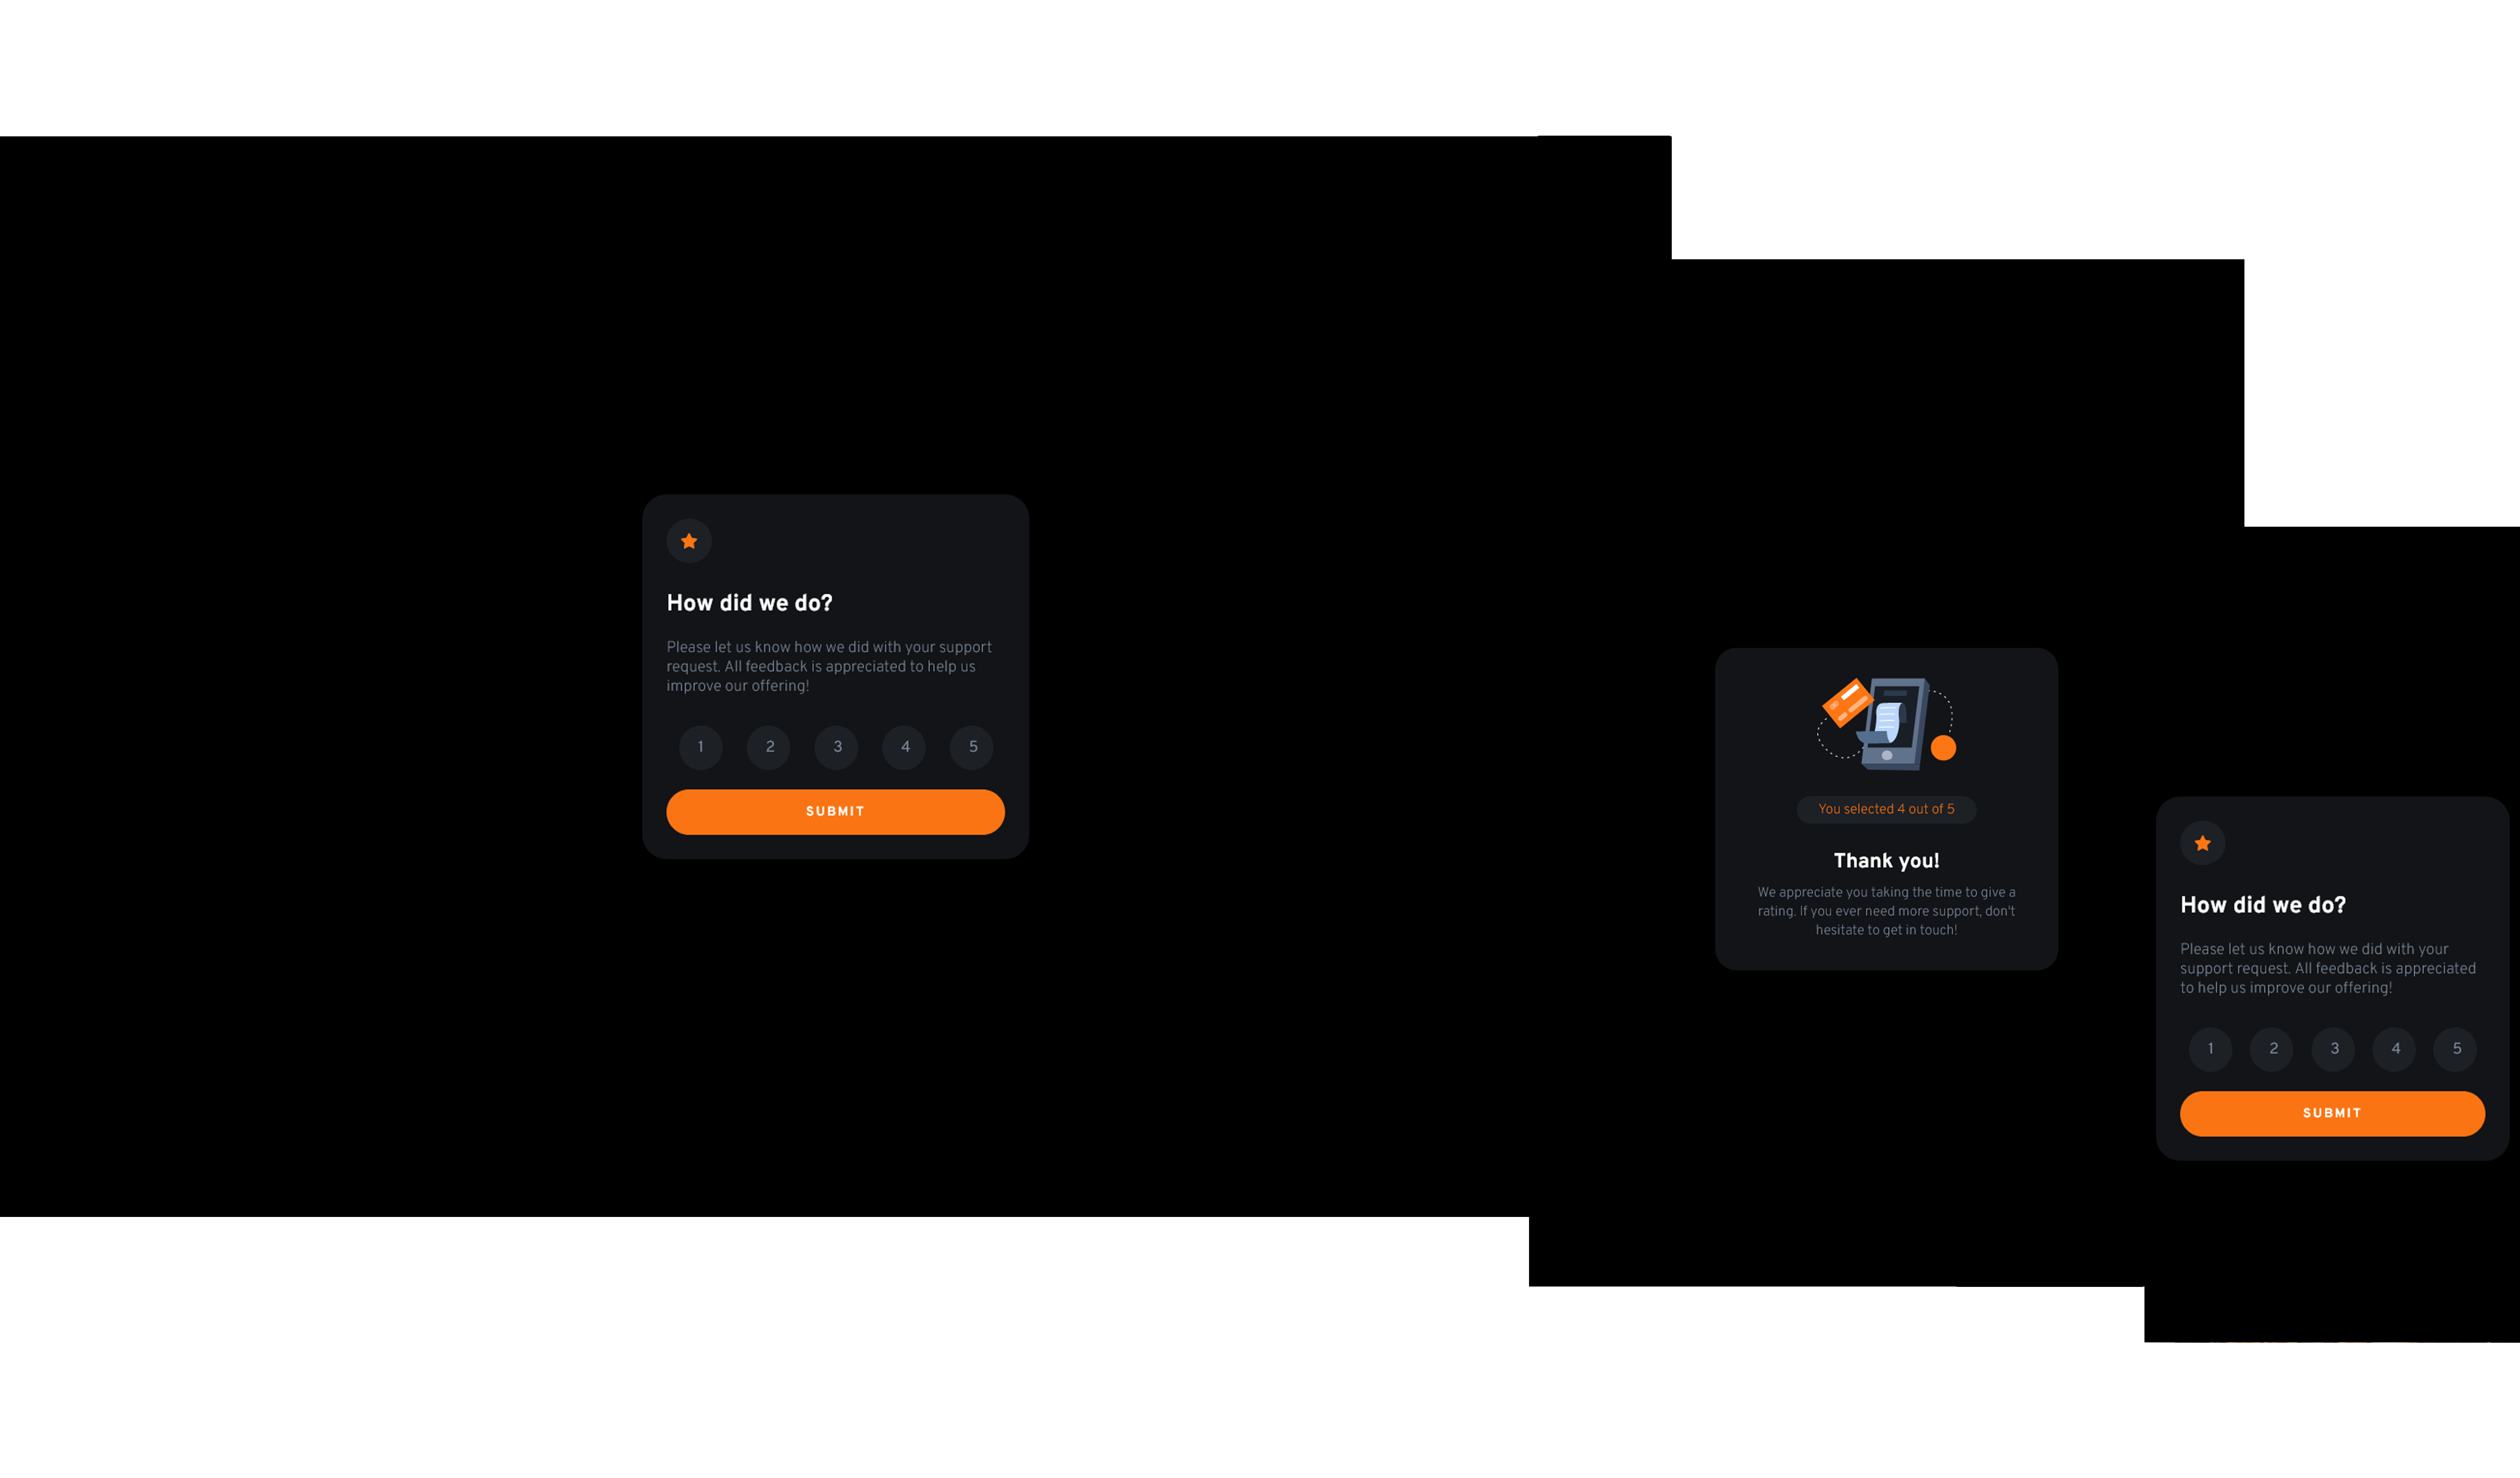 How did we do?
Please let us know how we did with your support
request. All feedback is appreciated to help us
improve our offering!
1 2 3 4 5
SUBMIT
You selected 4 out of 5
Thank you!
We appreciate you taking the time to give a
rating. If you ever need more support, don't
hesitate to get in touch!
How did we do?
Please let us know how we did with your
support request. All feedback is appreciated
to help us improve our offering!
1 2 3 4 5
SUBMIT